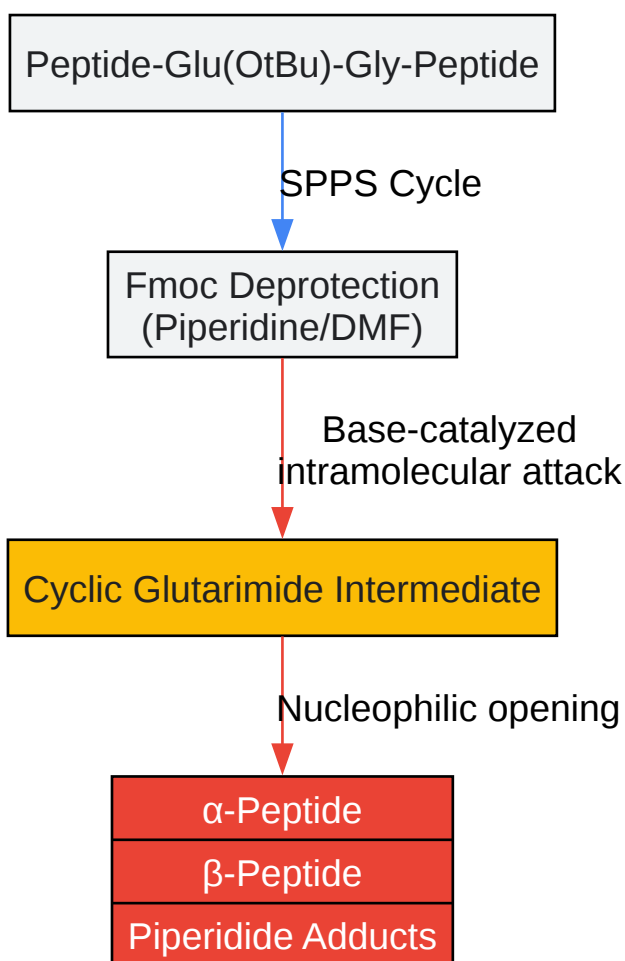 Peptide-Glu(OtBu)-Gly-Peptide
SPPS Cycle
Fmoc Deprotection
(Piperidine/DMF)
Base-catalyzed
intramolecular attack
Cyclic Glutarimide Intermediate
Nucleophilic opening
α-Peptide
β-Peptide
Piperidide Adducts